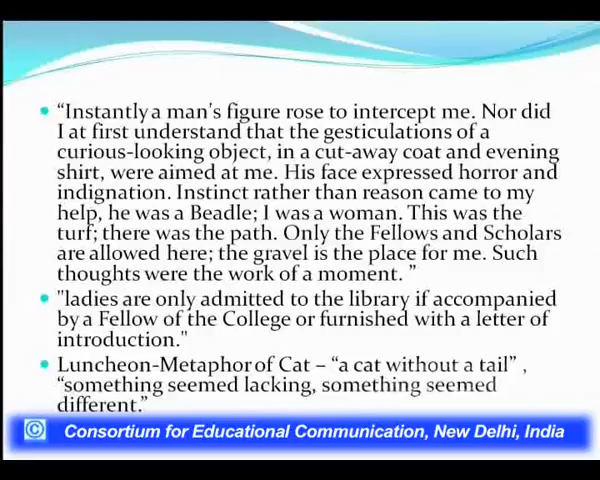 “Instantly a man’s figure rose to intercept me. Nor did
I at first understand that the gesticulations of a
curious-looking object, in a cut-away coat and evening
shirt, were aimed at me. His face expressed horror and
indignation. Instinct rather than reason came to my
help, he was a Beadle; I was a woman. This was the
turf; there was the path. Only the Fellows and Scholars
are allowed here; the gravel is the place for me. Such
thoughts were the work of a moment. ”
"ladies are only admitted to the library if accompanied
by a Fellow of the College or furnished with a letter of
introduction."
Luncheon-Metaphor of Cat – “a cat without a tail” ,
“something seemed lacking, something seemed
different.”
© Consortium for Educational Communication, New Delhi, India